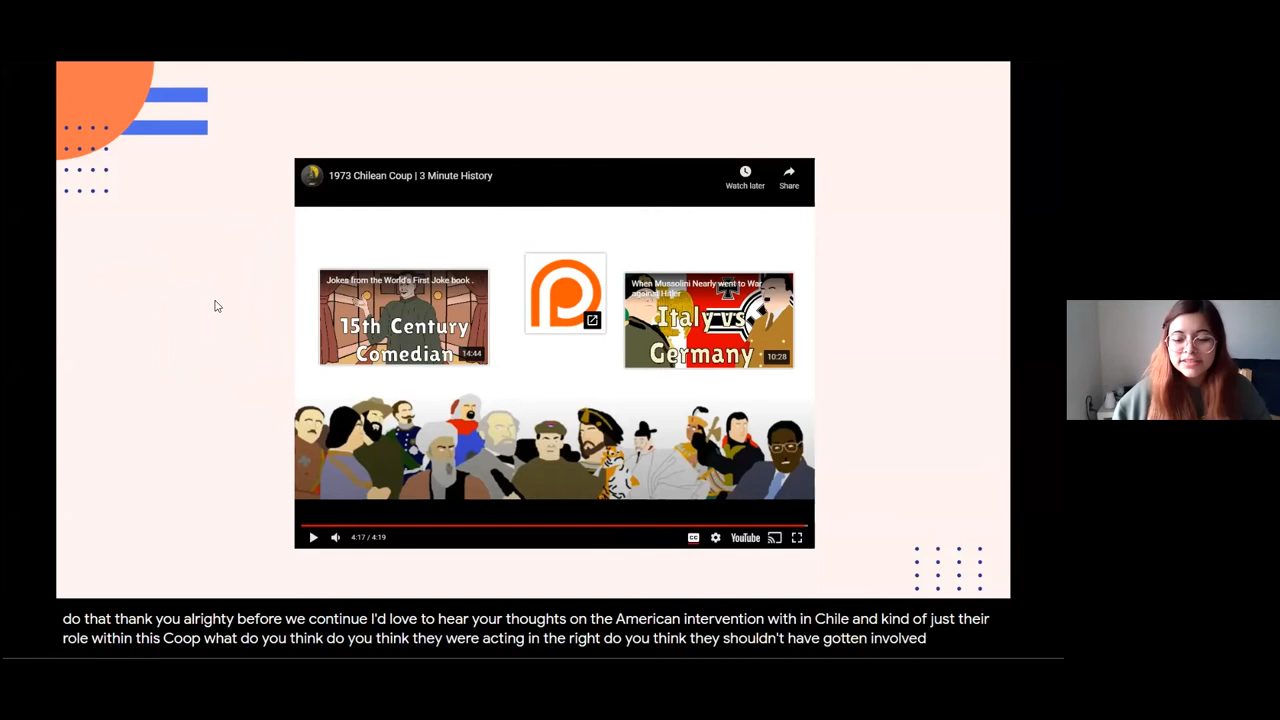 1973 Chilean Coup | 3 Minute History
Watch later
Share
Jokes from the World's First Joke book .
15th Century
Comedian
14:44
When Mussolini Nearly went to War
against Hitler
Italy vs
Germany
10:28
4:17 / 4:19
CC
YouTube
do that thank you alrighty before we continue I'd love to hear your thoughts on the American intervention with in Chile and kind of just their
role within this Coop what do you think do you think they were acting in the right do you think they shouldn't have gotten involved